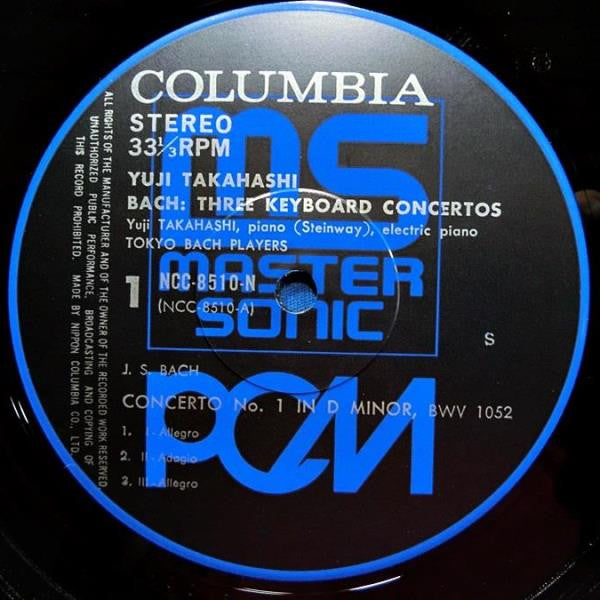 COLUMBIA
STEREO
33⅓RPM
YUJI TAKAHASHI
BACH: THREE KEYBOARD CONCERTOS
Yuji TAKAHASHI, piano (Steinway), electric piano
TOKYO BACH PLAYERS
1
NCC-8510-N
(NCC-8510-A)
MS
MASTER
SONIC
S
J. S. BACH
CONCERTO No. 1 IN D MINOR, BWV 1052
1. I-Allegro
2. II-Adagio
3. III-Allegro
PCM
ALL RIGHTS OF THE MANUFACTURER AND OF THE OWNER OF THE RECORDED WORK RESERVED.
UNAUTHORIZED PUBLIC PERFORMANCE, BROADCASTING AND COPYING OF
THIS RECORD PROHIBITED. MADE BY NIPPON COLUMBIA CO., LTD.